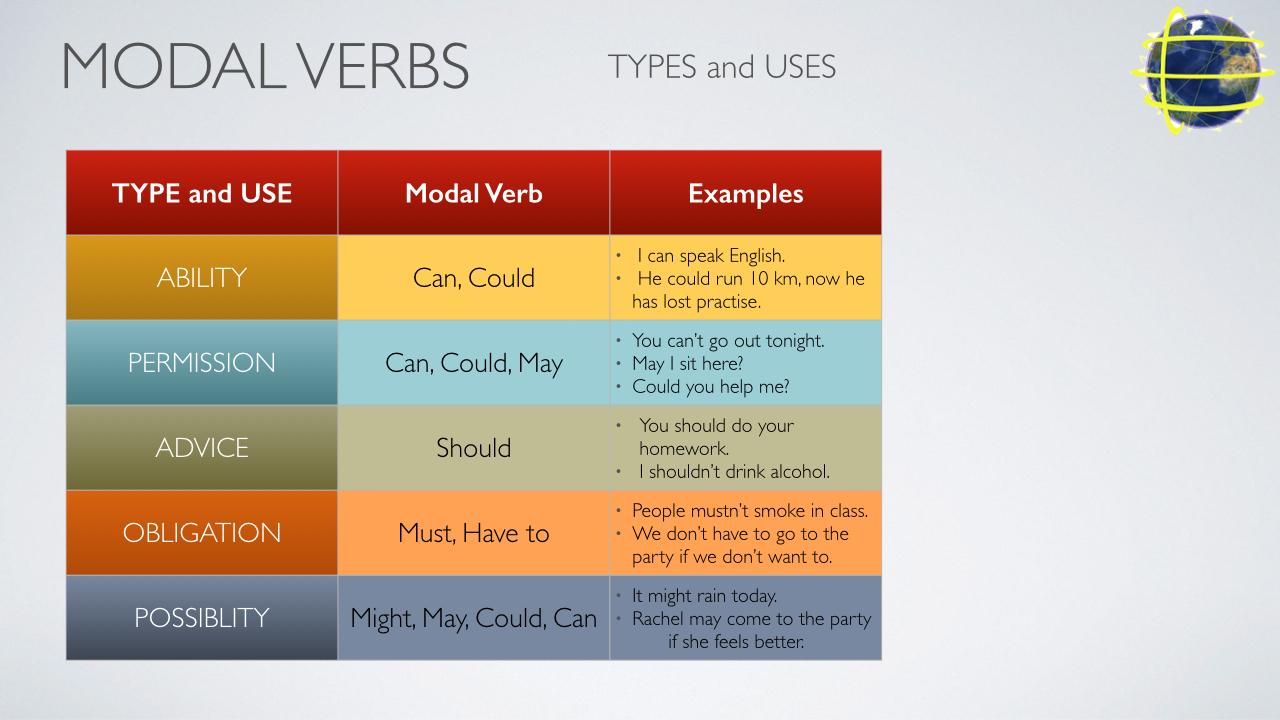 MODAL VERBS
TYPES and USES
TYPE and USE
Modal Verb
Examples
ABILITY
Can, Could
• I can speak English.
• He could run 10 km, now he
has lost practise.
PERMISSION
Can, Could, May
• You can’t go out tonight.
• May I sit here?
• Could you help me?
ADVICE
Should
• You should do your
homework.
• I shouldn’t drink alcohol.
OBLIGATION
Must, Have to
• People mustn’t smoke in class.
• We don’t have to go to the
party if we don’t want to.
POSSIBLITY
Might, May, Could, Can
• It might rain today.
• Rachel may come to the party
if she feels better.